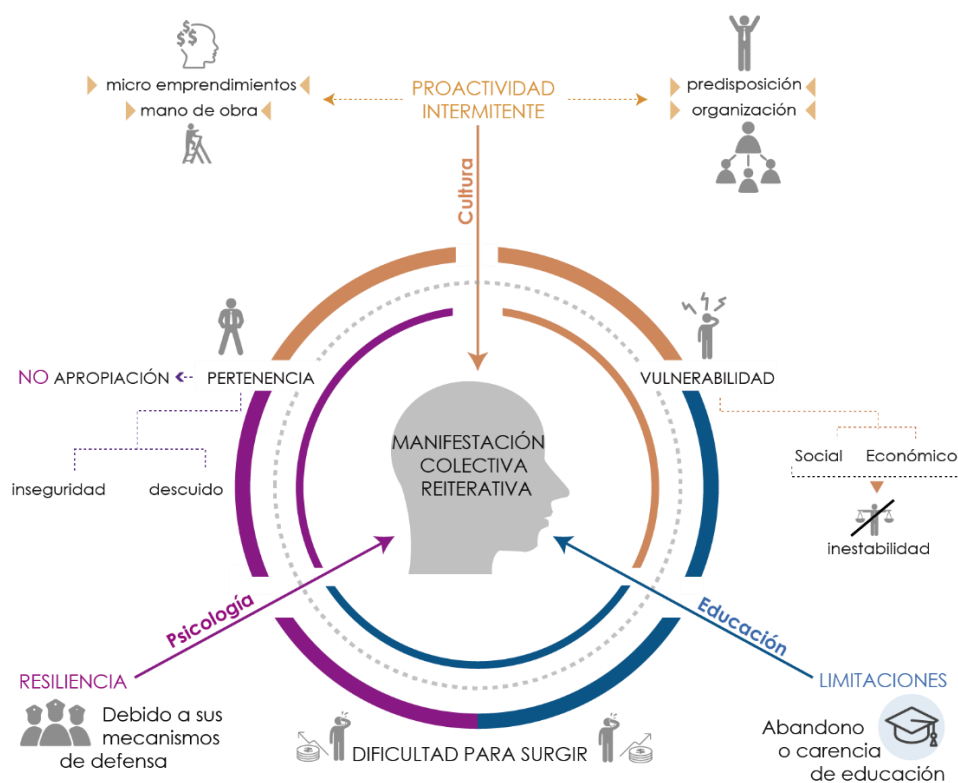 $$
$
micro emprendimientos
mano de obra
PROACTIVIDAD
INTERMITENTE
predisposición
organización
Cultura
NO APROPIACIÓN
PERTENENCIA
inseguridad
descuido
VULNERABILIDAD
Social
Económico
inestabilidad
MANIFESTACIÓN
COLECTIVA
REITERATIVA
Psicología
Educación
RESILIENCIA
Debido a sus
mecanismos
de defensa
DIFICULTAD PARA SURGIR
LIMITACIONES
Abandono
o carencia
de educación